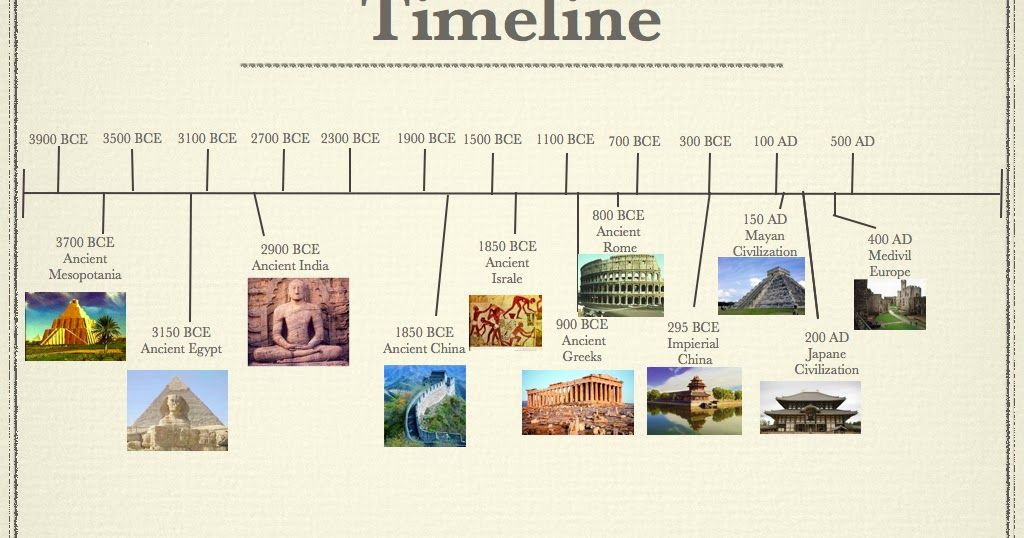 Timeline
3900 BCE
3500 BCE
3100 BCE
2700 BCE
2300 BCE
1900 BCE
1500 BCE
1100 BCE
700 BCE
300 BCE
100 AD
500 AD
3700 BCE
Ancient
Mesopotania
3150 BCE
Ancient Egypt
2900 BCE
Ancient India
1850 BCE
Ancient China
1850 BCE
Ancient
Israle
900 BCE
Ancient
Greeks
800 BCE
Ancient
Rome
295 BCE
Impierial
China
150 AD
Mayan
Civilization
200 AD
Japane
Civilization
400 AD
Medivil
Europe